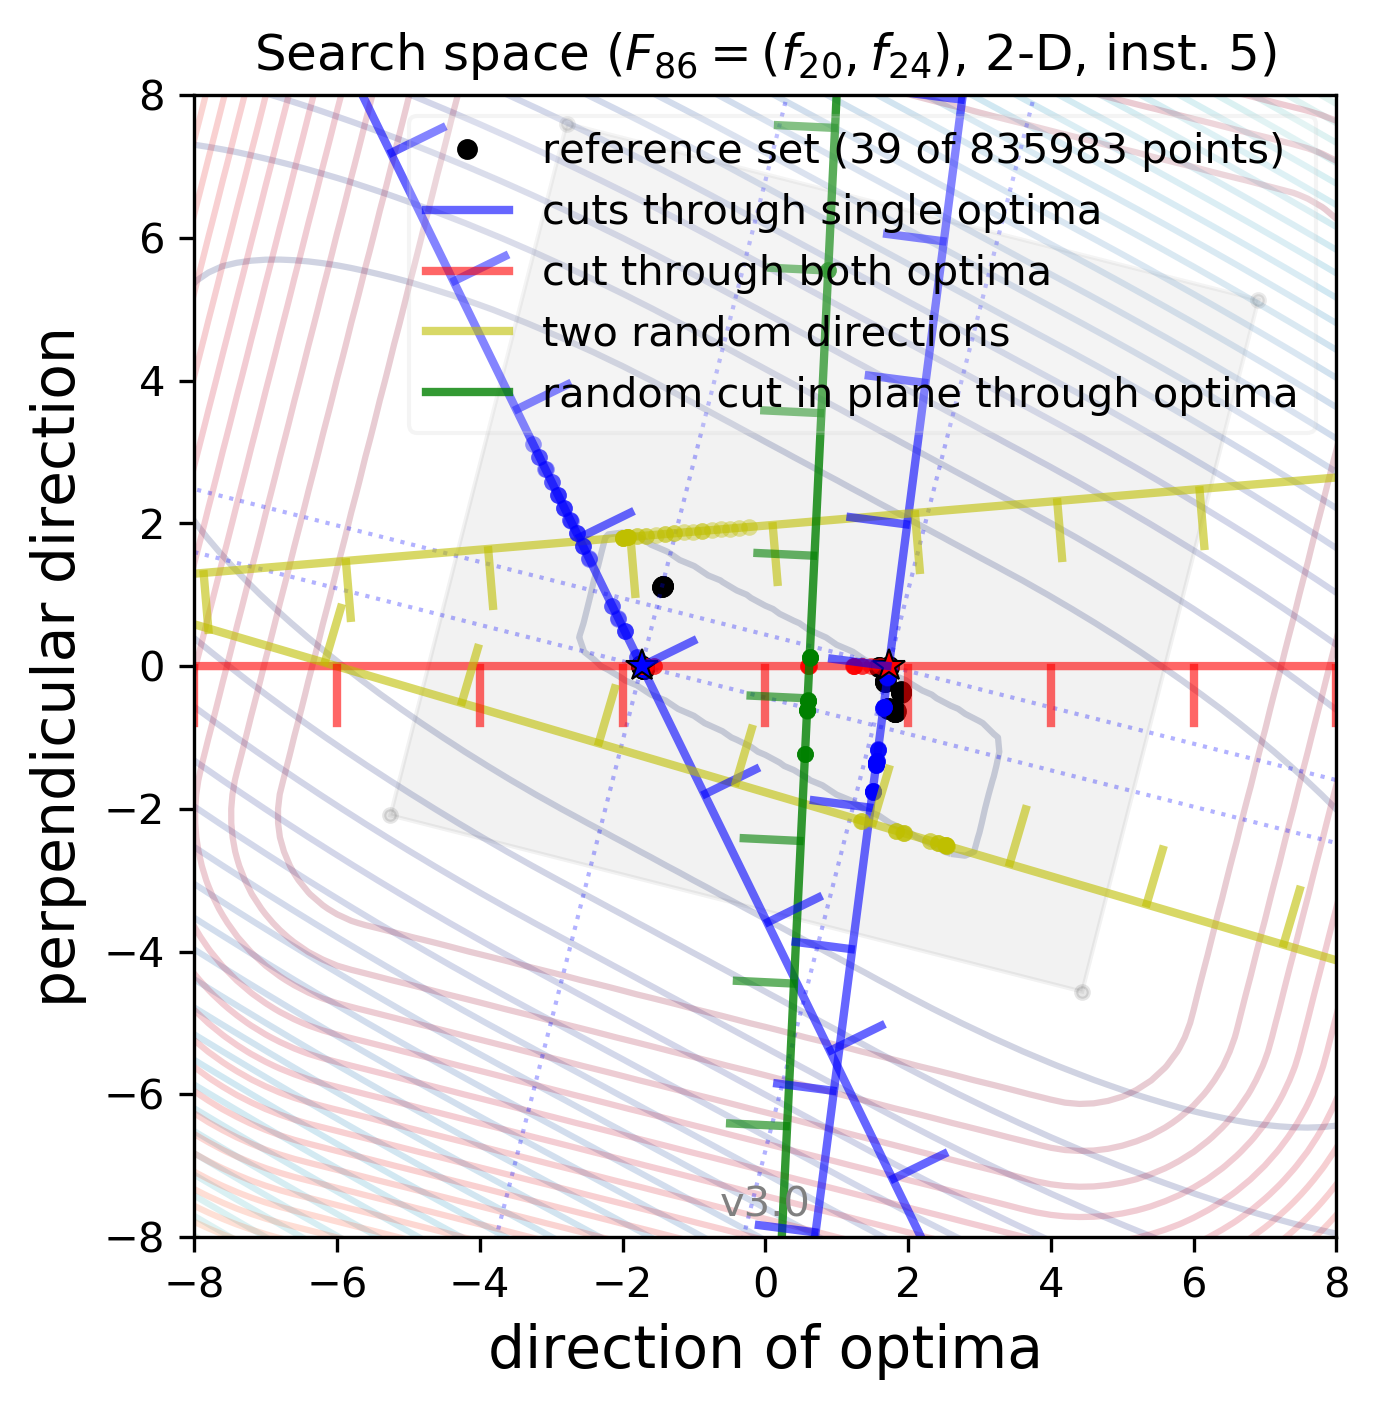 Search space (F₈₆ = (f₂₀, f₂₄), 2-D, inst. 5)
reference set (39 of 835983 points)
cuts through single optima
cut through both optima
two random directions
random cut in plane through optima
perpendicular direction
8
6
4
2
0
−2
−4
−6
−8
v3.0
−8 −6 −4 −2 0 2 4 6 8
direction of optima